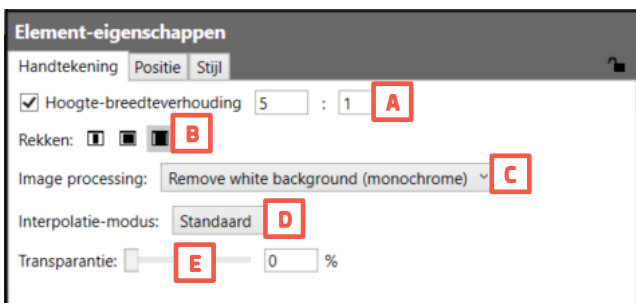 Element-eigenschappen
Handtekening Positie Stijl
Hoogte-breedteverhouding 5 : 1 A
Rekken: B
Image processing: Remove white background (monochrome) C
Interpolatie-modus: Standaard D
Transparantie: E 0 %